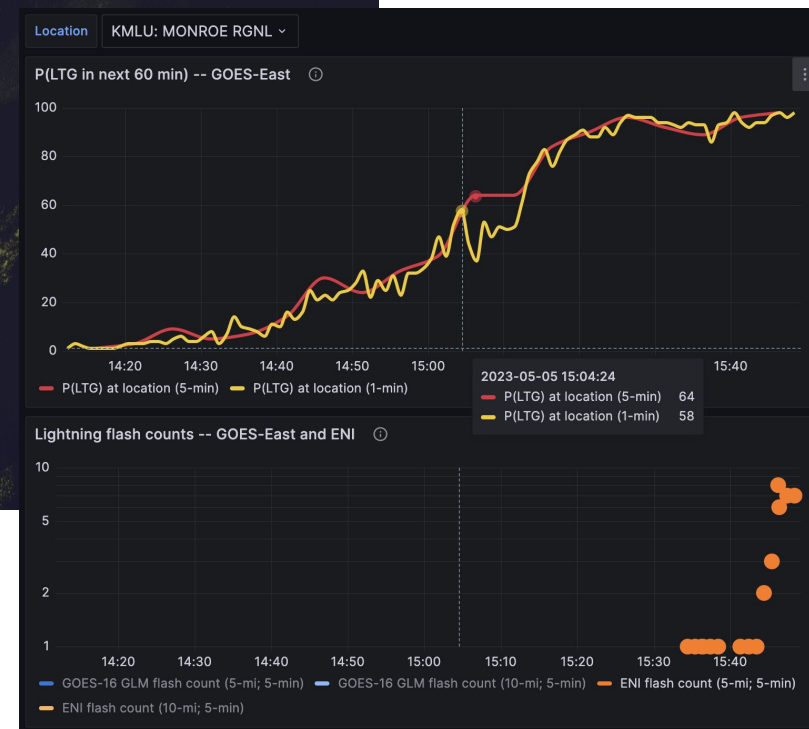 Location KMLU: MONROE RGNL
P(LTG in next 60 min) -- GOES-East
100
80
60
40
20
0
14:20 14:30 14:40 14:50 15:00 15:40
P(LTG) at location (5-min) P(LTG) at location (1-min)
2023-05-05 15:04:24
P(LTG) at location (5-min) 64
P(LTG) at location (1-min) 58
Lightning flash counts -- GOES-East and ENI
10
5
2
1
14:20 14:30 14:40 14:50 15:00 15:10 15:20 15:30 15:40
GOES-16 GLM flash count (5-mi; 5-min) GOES-16 GLM flash count (10-mi; 5-min) ENI flash count (5-mi; 5-min)
ENI flash count (10-mi; 5-min)